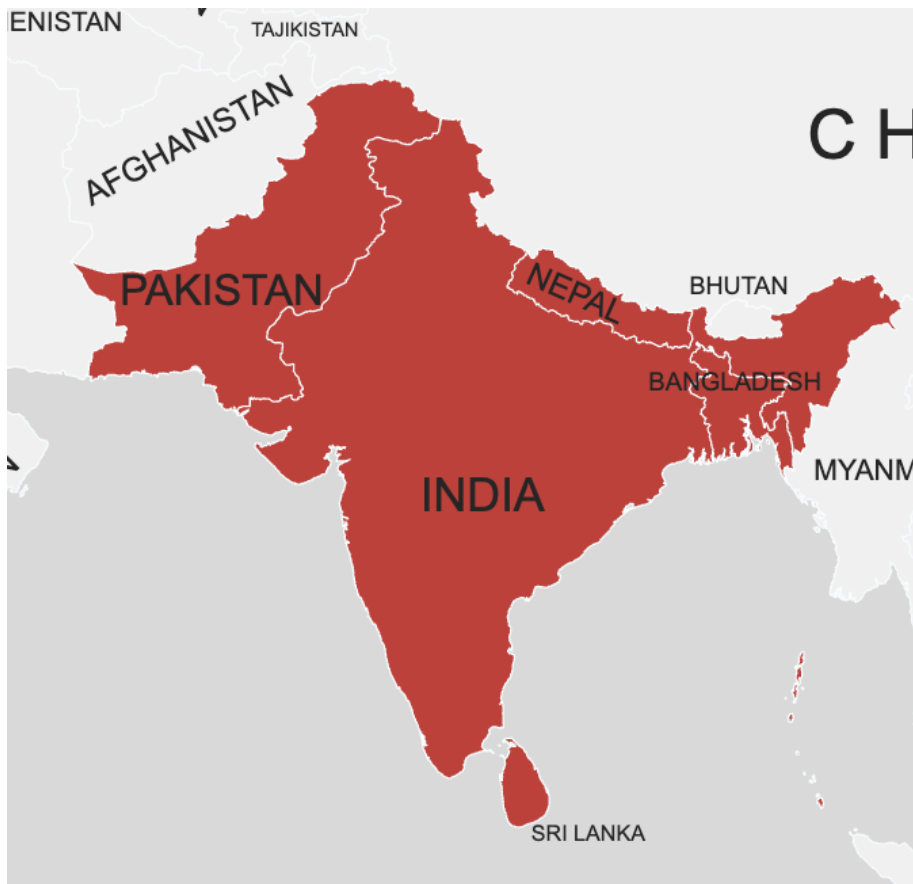 ENISTAN
TAJIKISTAN
AFGHANISTAN
C H
PAKISTAN
NEPAL
BHUTAN
BANGLADESH
INDIA
MYANM
SRI LANKA